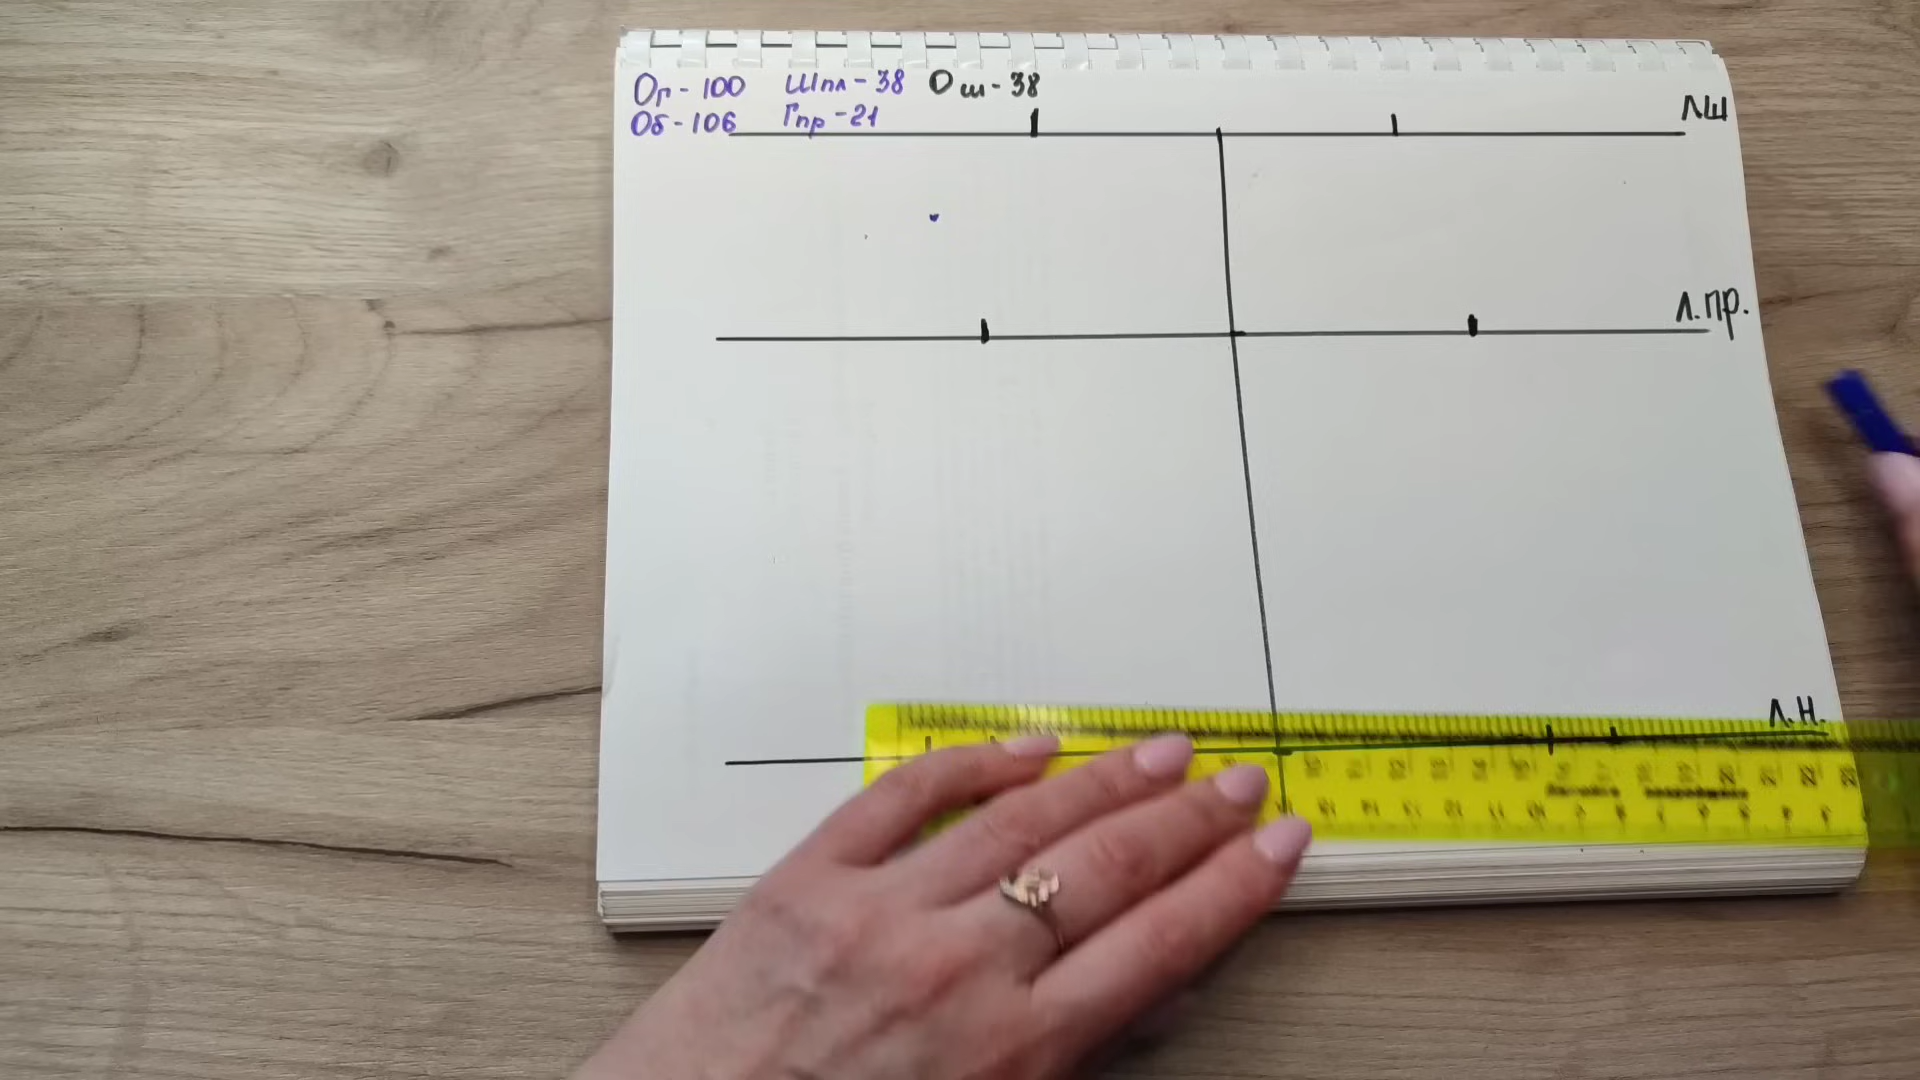 Ог - 100 Шпл - 38 Ош - 38
Об - 106 Гпр - 21
ЛШ
Л.ПР.
Л.Н.